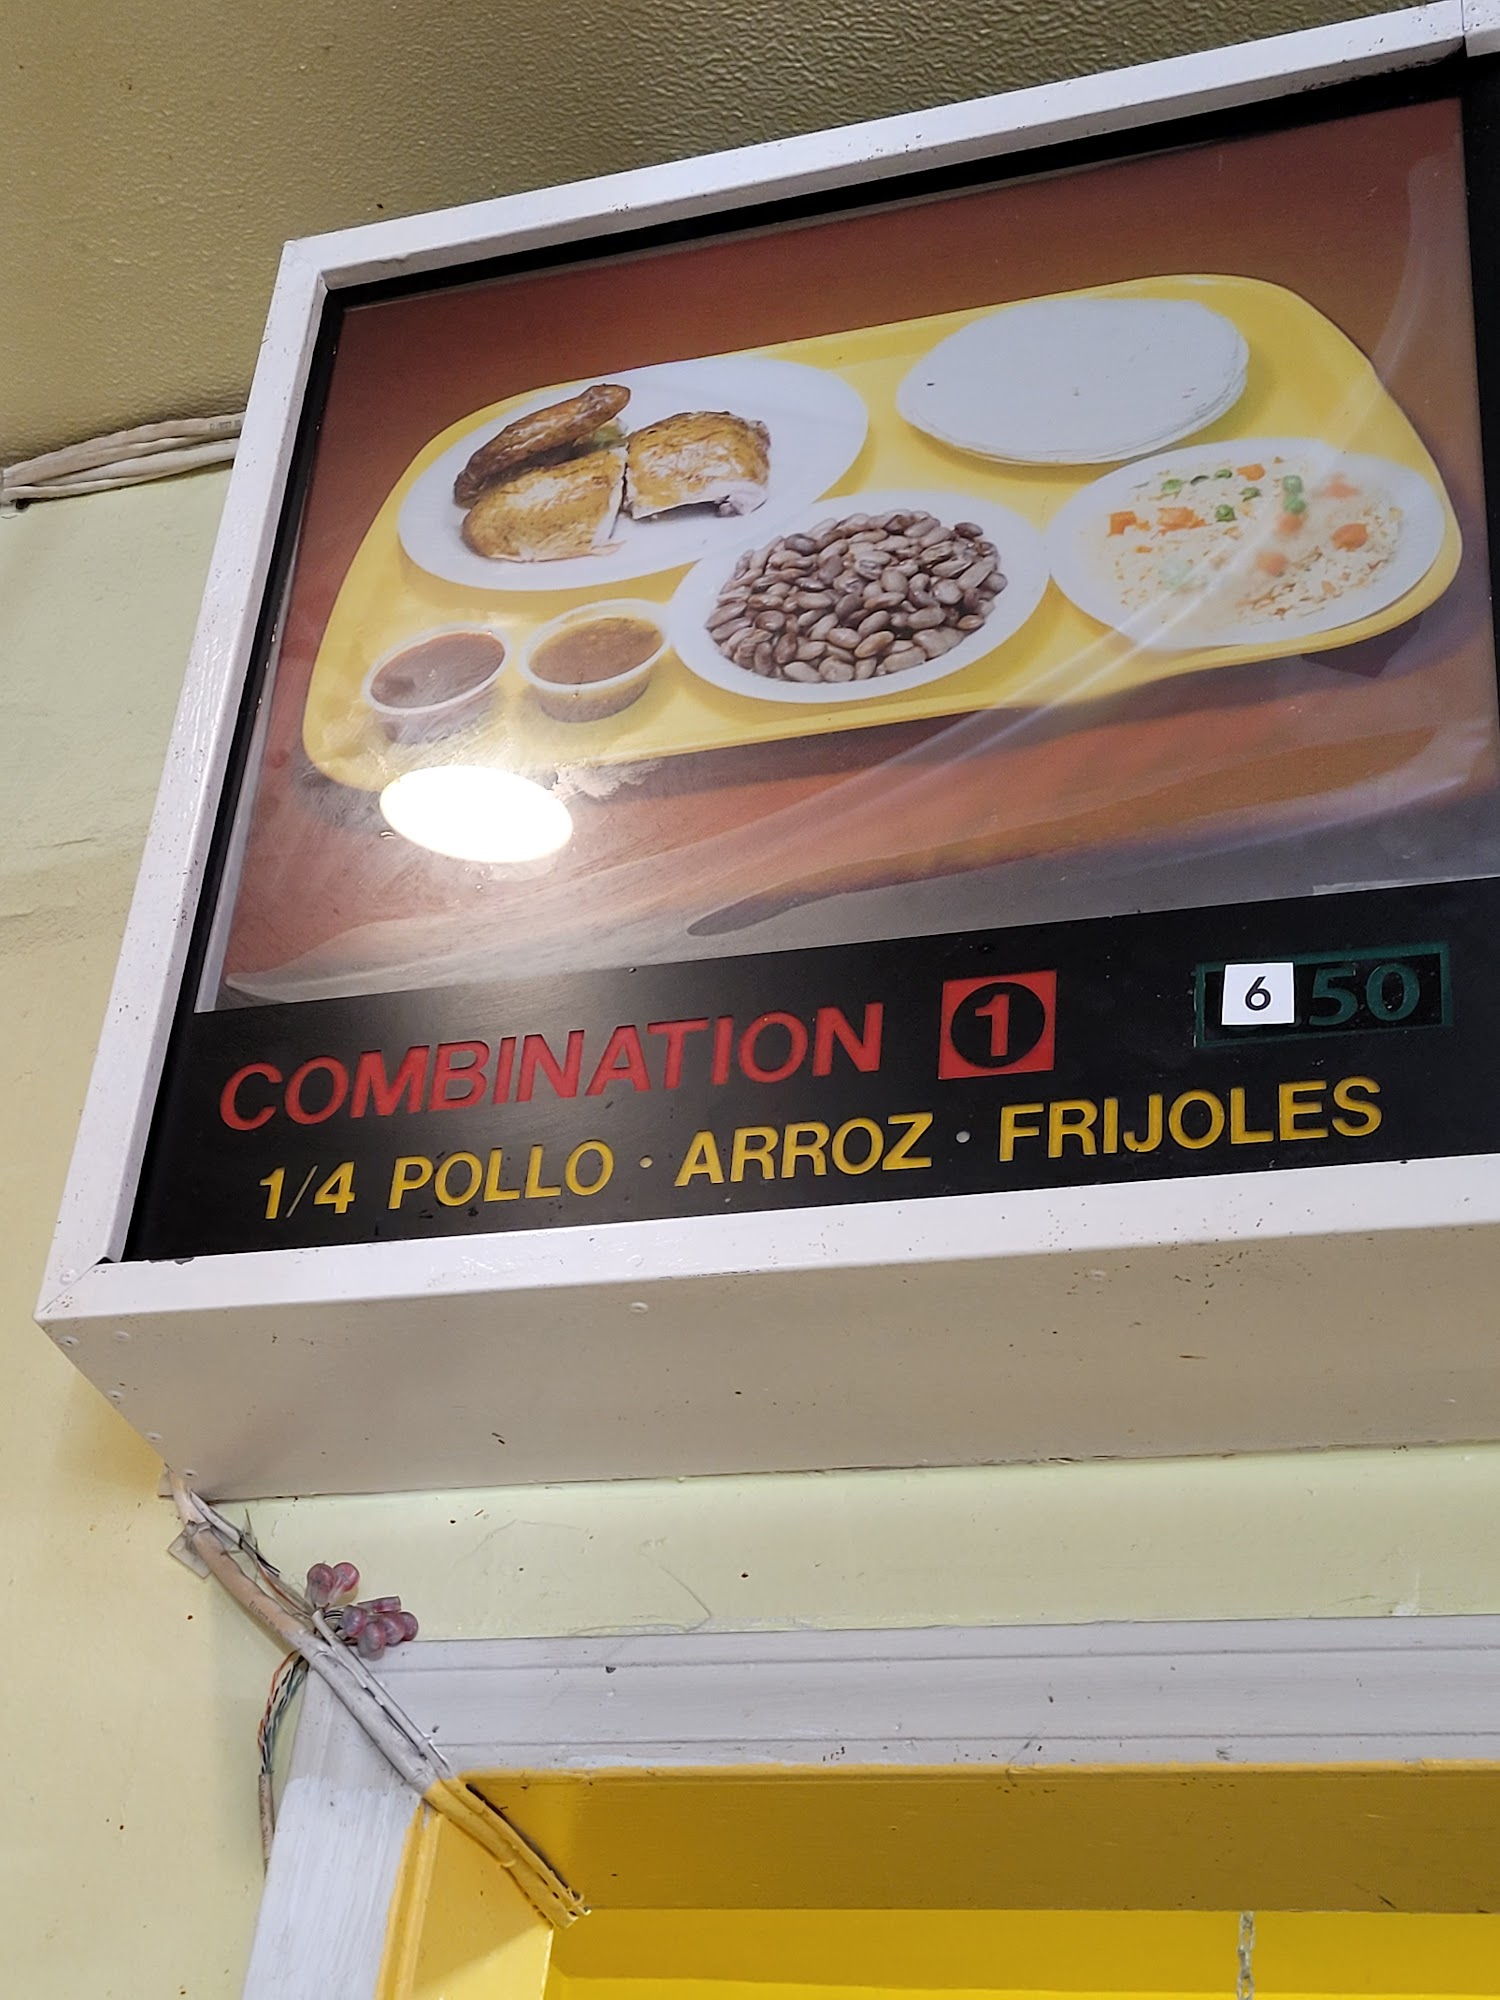 COMBINATION 1 6.50
1/4 POLLO · ARROZ · FRIJOLES